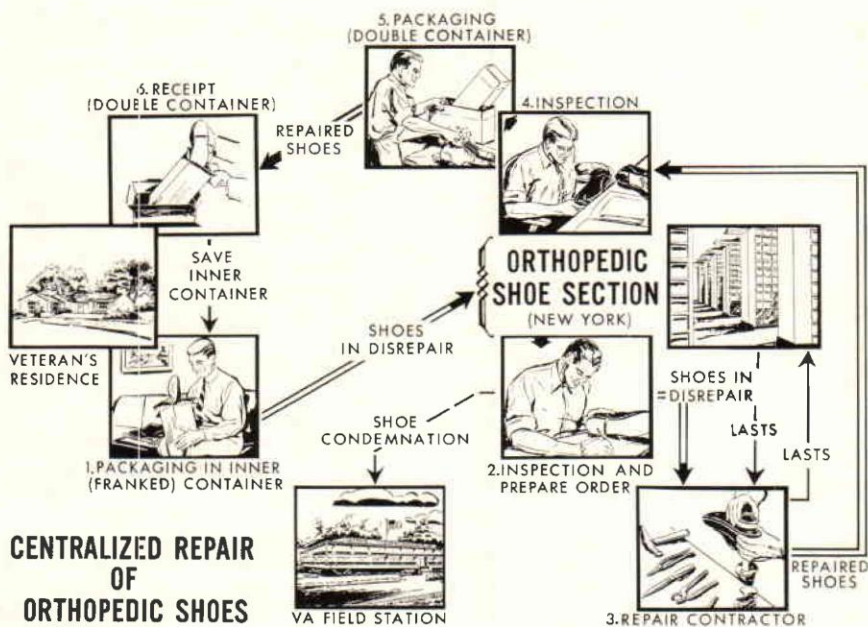 5. PACKAGING
(DOUBLE CONTAINER)
6. RECEIPT
(DOUBLE CONTAINER)
REPAIRED
SHOES
4. INSPECTION
SAVE
INNER
CONTAINER
ORTHOPEDIC
SHOE SECTION
(NEW YORK)
VETERAN'S
RESIDENCE
SHOES
IN DISREPAIR
SHOES IN
DISREPAIR
SHOE
CONDEMNATION
LASTS
LASTS
1. PACKAGING IN INNER
(FRANKED) CONTAINER
2. INSPECTION AND
PREPARE ORDER
CENTRALIZED REPAIR
OF
ORTHOPEDIC SHOES
VA FIELD STATION
3. REPAIR CONTRACTOR
REPAIRED
SHOES